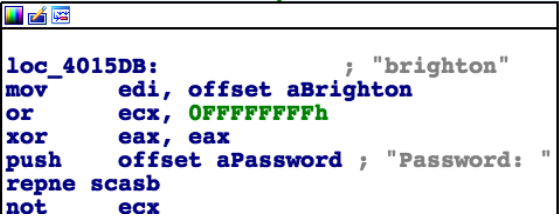 loc_4015DB: ; "brighton"
mov edi, offset aBrighton
or ecx, 0FFFFFFFFh
xor eax, eax
push offset aPassword ; "Password: "
repne scasb
not ecx